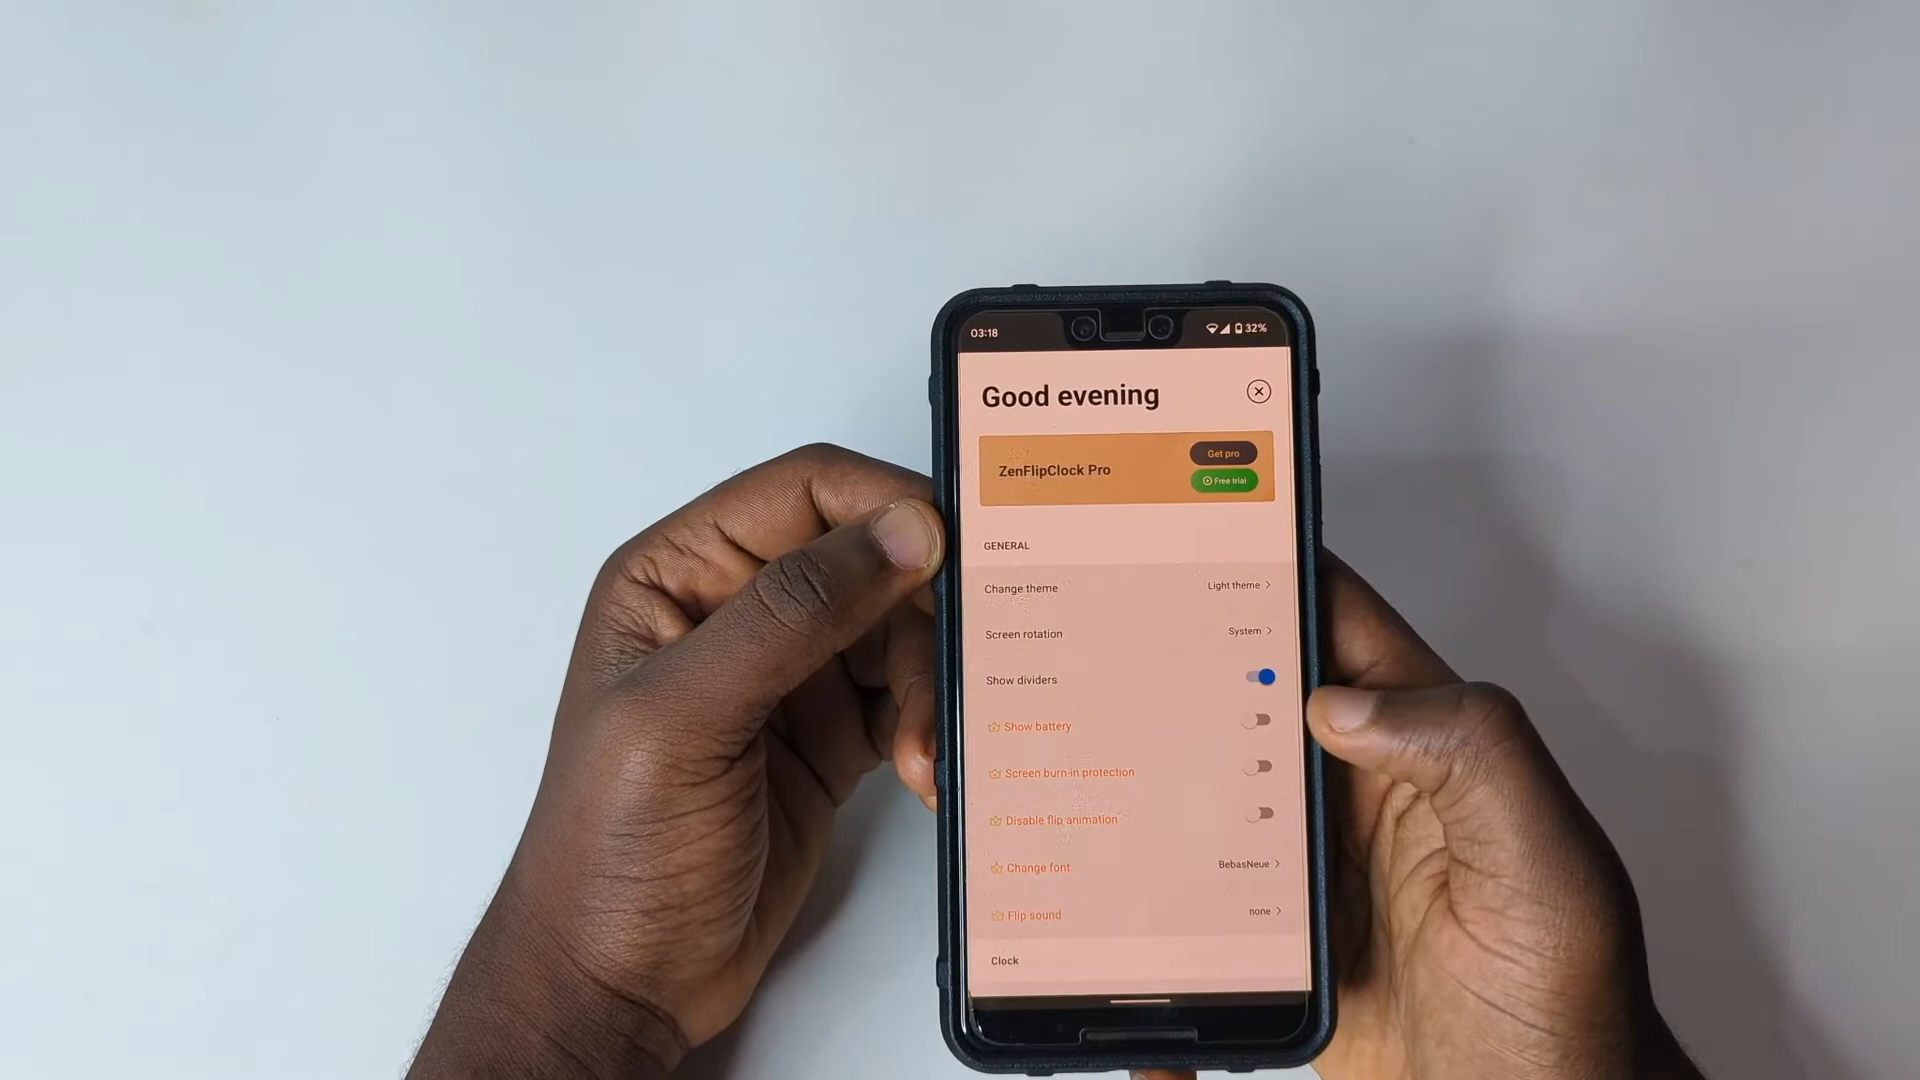 03:18 32%
Good evening
ZenFlipClock Pro
Get pro
Free trial
GENERAL
Change theme Light theme
Screen rotation System
Show dividers
Show battery
Screen burn-in protection
Disable flip animation
Change font BebasNeue
Flip sound none
Clock